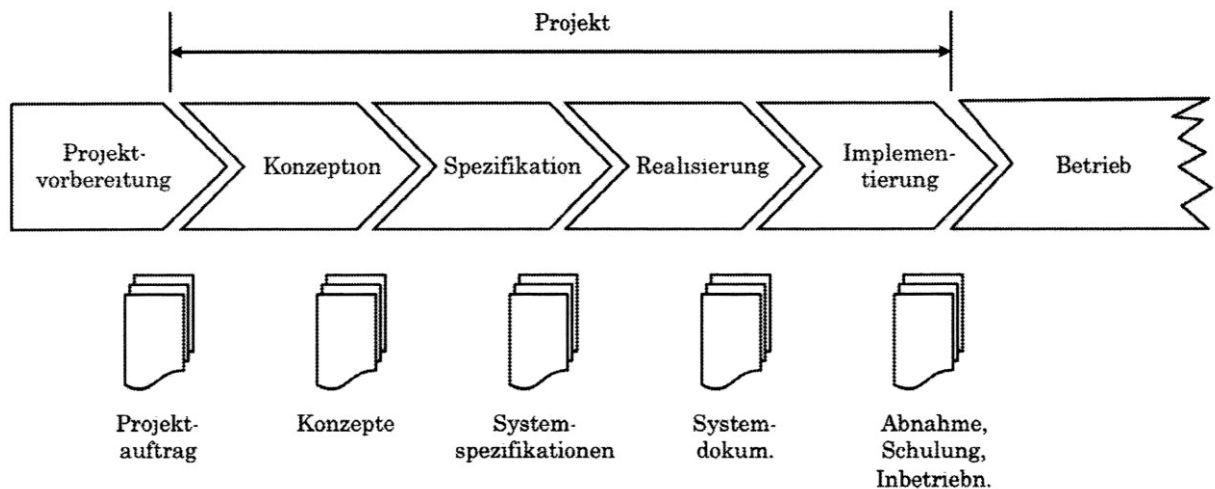 Projekt
Projekt-
vorbereitung
Konzeption
Spezifikation
Realisierung
Implemen-
tierung
Betrieb
Projekt-
auftrag
Konzepte
System-
spezifikationen
System-
dokum.
Abnahme,
Schulung,
Inbetriebn.